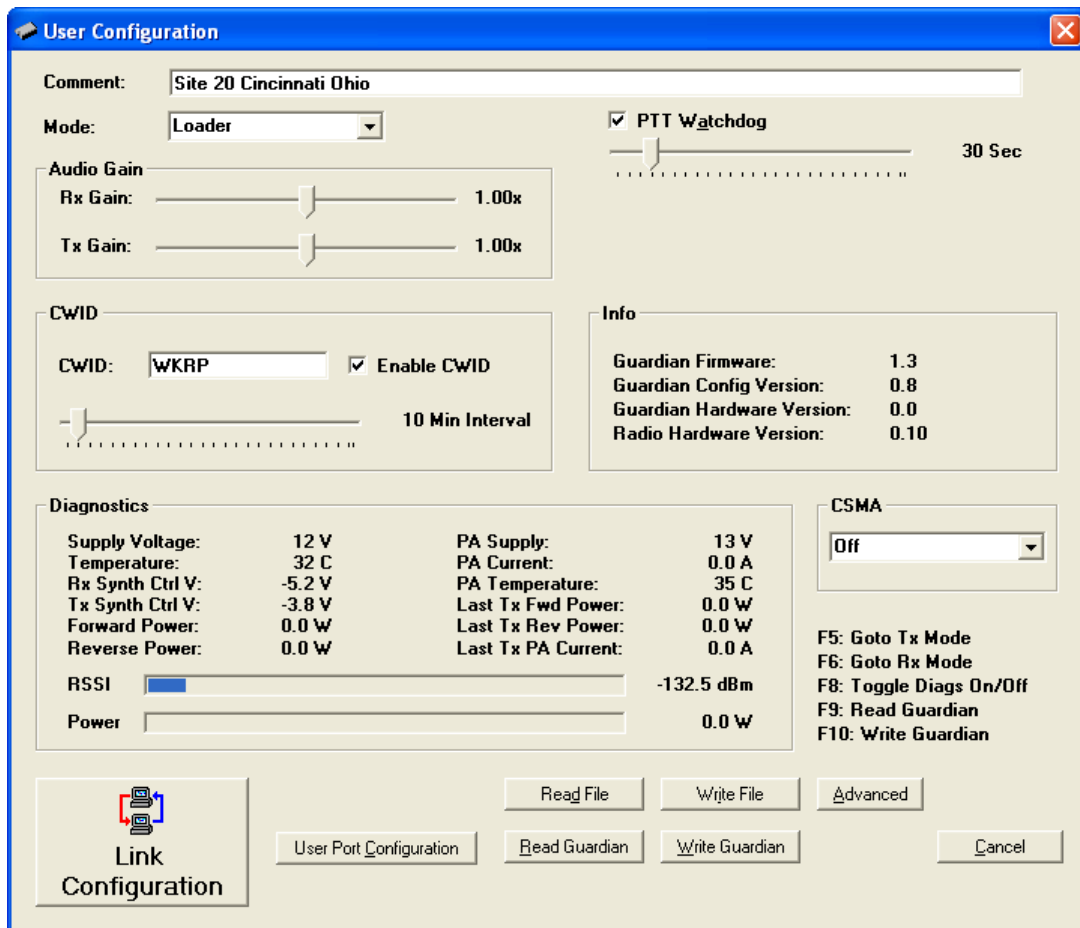 User Configuration
Comment: Site 20 Cincinnati Ohio
Mode: Loader
PTT Watchdog
30 Sec
Audio Gain
Rx Gain: 1.00x
Tx Gain: 1.00x
CWID
CWID: WKRP Enable CWID
10 Min Interval
Info
Guardian Firmware: 1.3
Guardian Config Version: 0.8
Guardian Hardware Version: 0.0
Radio Hardware Version: 0.10
Diagnostics
Supply Voltage: 12 V PA Supply: 13 V
Temperature: 32 C PA Current: 0.0 A
Rx Synth Ctrl V: -5.2 V PA Temperature: 35 C
Tx Synth Ctrl V: -3.8 V Last Tx Fwd Power: 0.0 W
Forward Power: 0.0 W Last Tx Rev Power: 0.0 W
Reverse Power: 0.0 W Last Tx PA Current: 0.0 A
RSSI -132.5 dBm
Power 0.0 W
CSMA
Off
F5: Goto Tx Mode
F6: Goto Rx Mode
F8: Toggle Diags On/Off
F9: Read Guardian
F10: Write Guardian
Link
Configuration
User Port Configuration
Read File Write File Advanced
Read Guardian Write Guardian Cancel